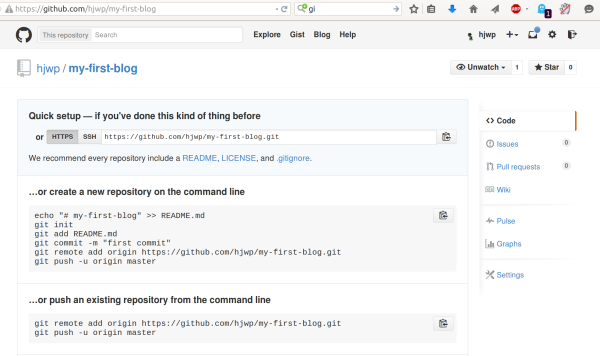 https://github.com/hjwp/my-first-blog
gi
ABP
1
This repository
Search
Explore Gist Blog Help
hjwp
hjwp / my-first-blog
Unwatch 1
Star 0
Quick setup — if you've done this kind of thing before
or HTTPS SSH https://github.com/hjwp/my-first-blog.git
We recommend every repository include a README, LICENSE, and .gitignore.
…or create a new repository on the command line
echo "# my-first-blog" >> README.md
git init
git add README.md
git commit -m "first commit"
git remote add origin https://github.com/hjwp/my-first-blog.git
git push -u origin master
…or push an existing repository from the command line
git remote add origin https://github.com/hjwp/my-first-blog.git
git push -u origin master
Code
Issues 0
Pull requests 0
Wiki
Pulse
Graphs
Settings